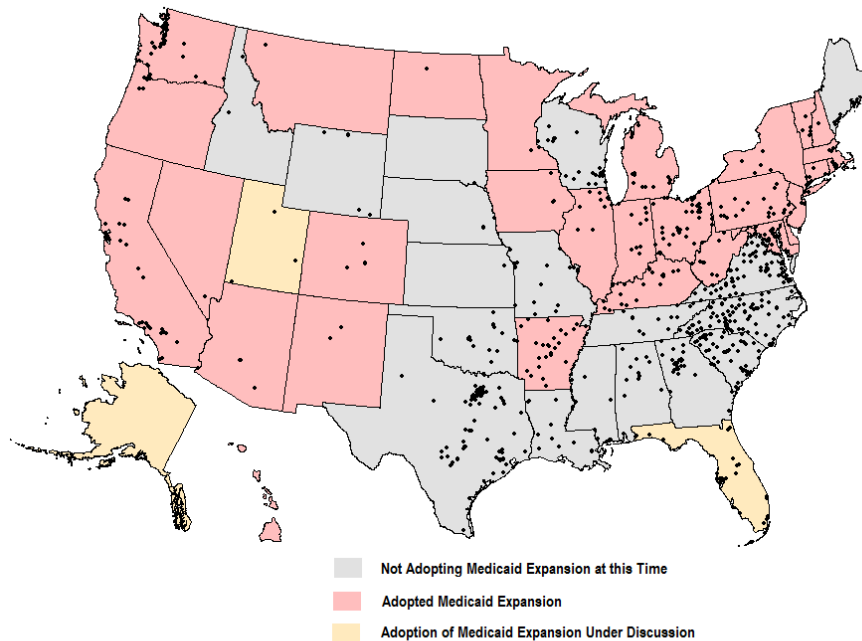 Not Adopting Medicaid Expansion at this Time
Adopted Medicaid Expansion
Adoption of Medicaid Expansion Under Discussion